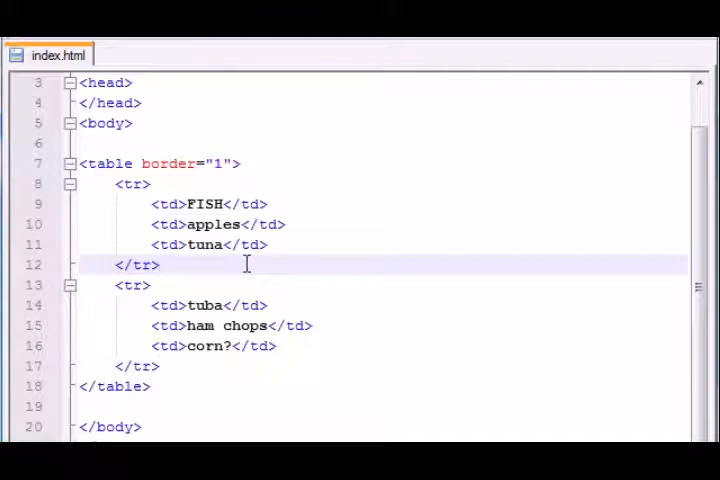 index.html
3 <head>
4 </head>
5 <body>
6
7 <table border="1">
8 <tr>
9 <td>FISH</td>
10 <td>apples</td>
11 <td>tuna</td>
12 </tr>
13 <tr>
14 <td>tuba</td>
15 <td>ham chops</td>
16 <td>corn?</td>
17 </tr>
18 </table>
19
20 </body>